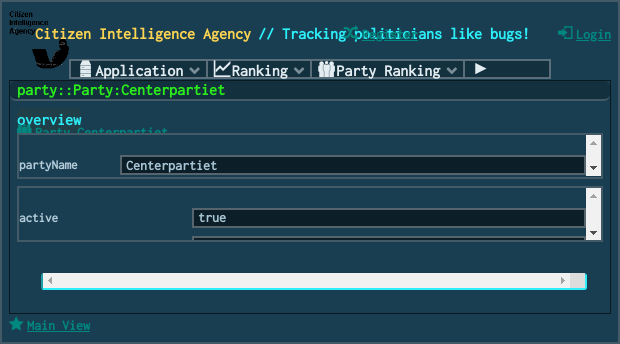 Citizen
Intelligence
Agency
Citizen Intelligence Agency // Tracking politicians like bugs!
Register
Login
Application
Ranking
Party Ranking
party::Party:Centerpartiet
overview
Party Centerpartiet
partyName
Centerpartiet
active
true
Main View